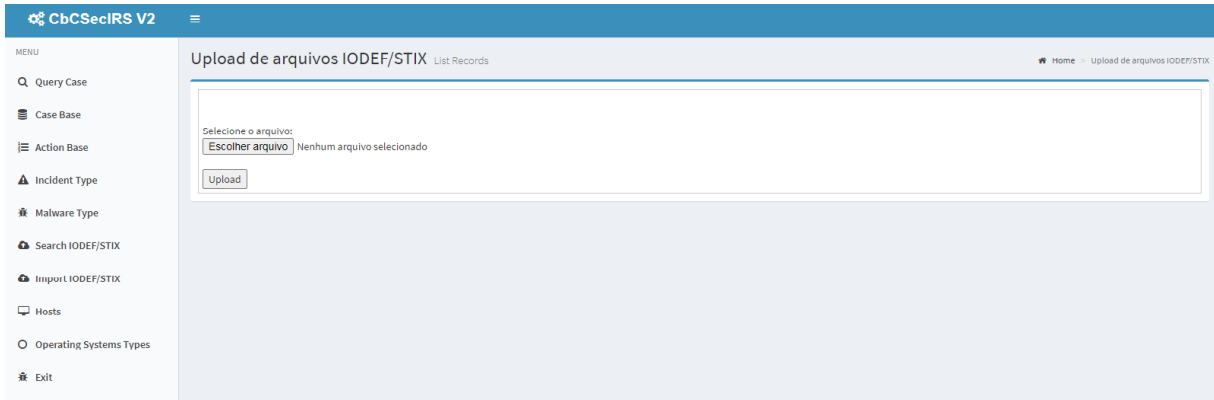 CbCSecIRS V2
MENU
Query Case
Case Base
Action Base
Incident Type
Malware Type
Search IODEF/STIX
Import IODEF/STIX
Hosts
Operating Systems Types
Exit
Upload de arquivos IODEF/STIX List Records
Home > Upload de arquivos IODEF/STIX
Selecione o arquivo:
Escolher arquivo Nenhum arquivo selecionado
Upload